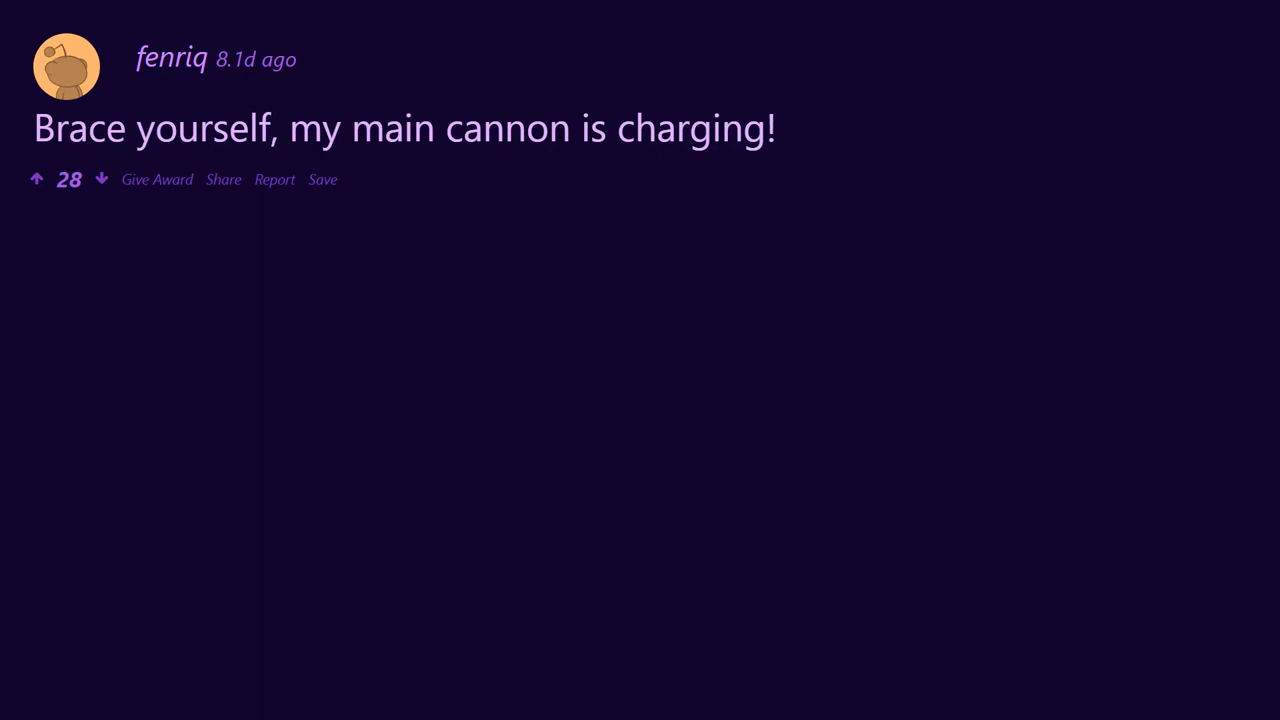 fenriq 8.1d ago
Brace yourself, my main cannon is charging!
28 Give Award Share Report Save